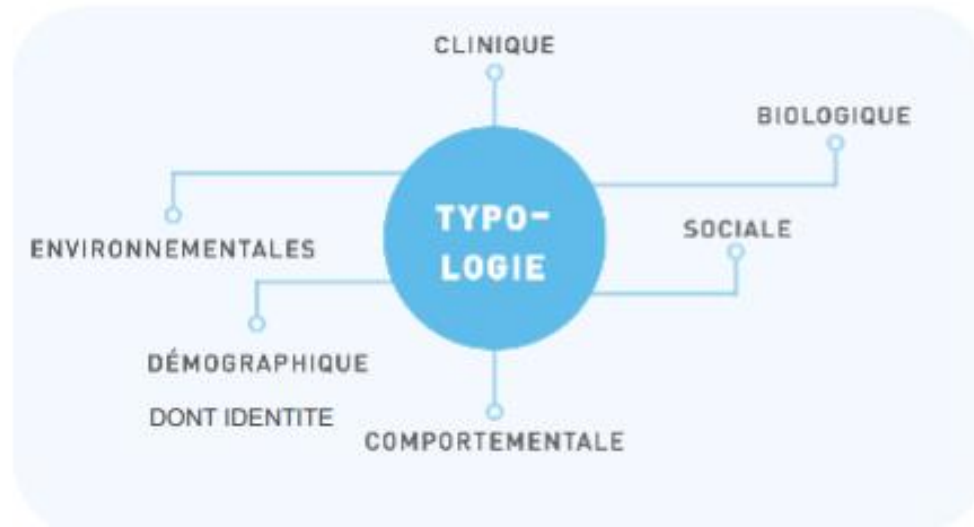 CLINIQUE
BIOLOGIQUE
TYPO-
LOGIE
SOCIALE
ENVIRONNEMENTALES
DÉMOGRAPHIQUE
DONT IDENTITE
COMPORTEMENTALE